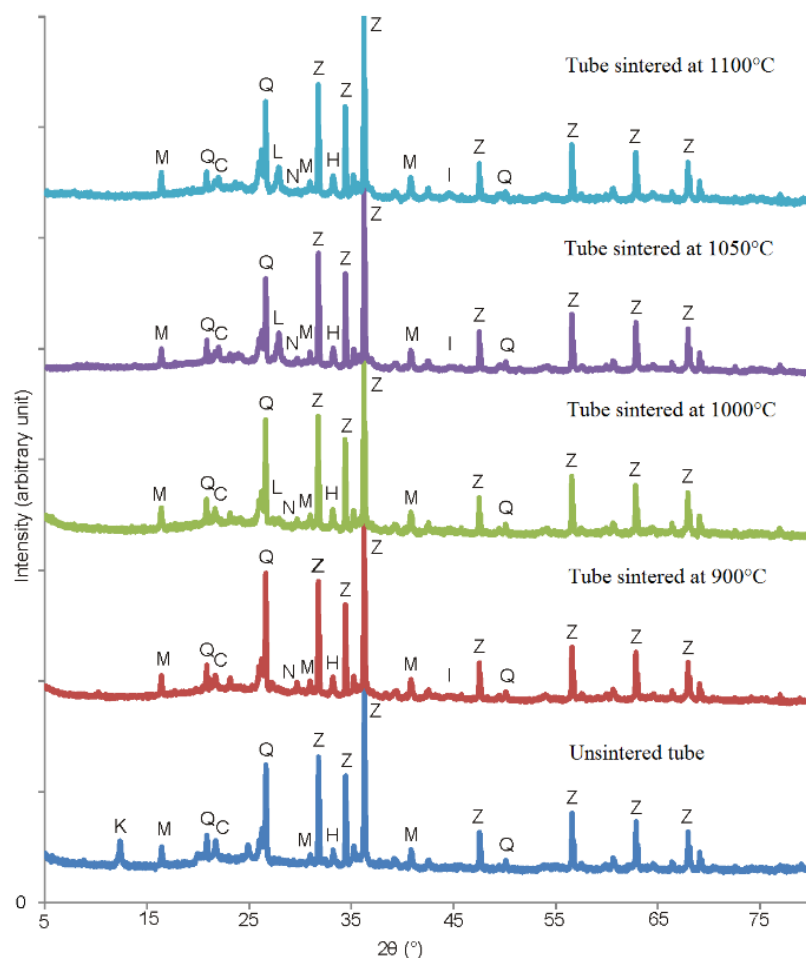 Z
Tube sintered at 1100°C
Z
Q
Z
Z
M
Q
C
L
N
M
H
M
I
Z
Q
Z
Z
Z
Z
Tube sintered at 1050°C
Z
Q
Z
Z
M
Q
C
L
N
M
H
M
I
Z
Q
Z
Z
Z
Z
Tube sintered at 1000°C
Z
Q
Z
M
Q
C
L
N
M
H
M
Z
Q
Z
Z
Z
Z
Tube sintered at 900°C
Z
Q
Z
M
Q
C
N
M
H
M
I
Z
Q
Z
Z
Z
Z
Unsintered tube
Z
Q
Z
K
M
Q
C
M
H
M
Z
Q
Z
Z
Z
Intensity (arbitrary unit)
0
5 15 25 35 45 55 65 75
2θ (°)